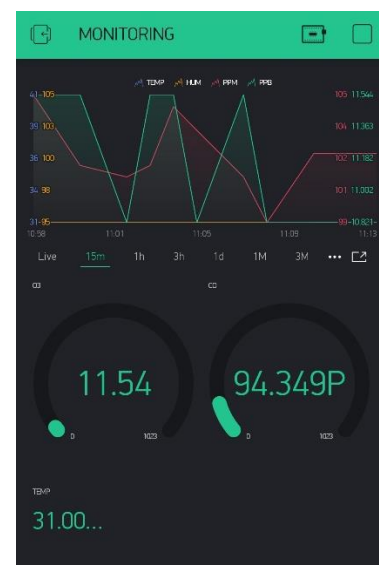 MONITORING
TEMP HUM PPM PPB
41 105 105 11.544
39 103 104 11.363
36 100 102 11.182
34 98 101 11.002
31 95 99 10.821
10:58 11:01 11:05 11:09 11:13
Live 15m 1h 3h 1d 1M 3M ...
CO
11.54 94.349P
0 1023 0 1023
TEMP
31.00...